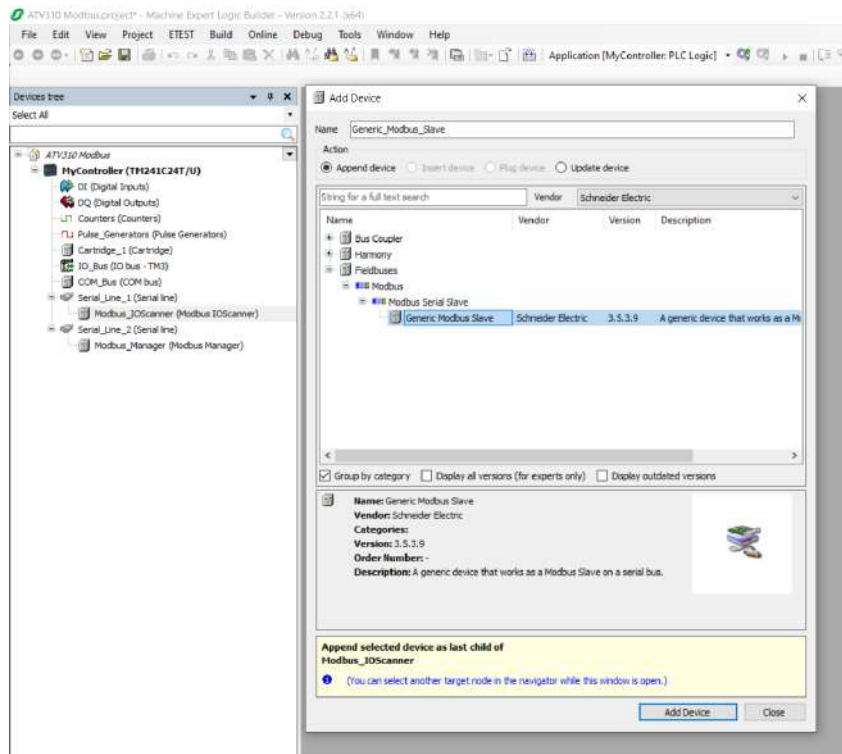 ATV310 Modbus.project* - Machine Expert Logic Builder - Version 2.2.1 (x64)
File Edit View Project ETEST Build Online Debug Tools Window Help
Application [MyController: PLC Logic]
Devices tree
Select All
ATV310 Modbus
MyController (TM241C24T/U)
DI (Digital Inputs)
DQ (Digital Outputs)
Counters (Counters)
Pulse_Generators (Pulse Generators)
Cartridge_1 (Cartridge)
IO_Bus (IO bus - TM3)
COM_Bus (COM bus)
Serial_Line_1 (Serial line)
Modbus_IOScanner (Modbus IOScanner)
Serial_Line_2 (Serial line)
Modbus_Manager (Modbus Manager)
Add Device
Name Generic_Modbus_Slave
Action
Append device Insert device Plug device Update device
String for a full text search Vendor Schneider Electric
Name Vendor Version Description
Bus Coupler
Harmony
Fieldbuses
Modbus
Modbus Serial Slave
Generic Modbus Slave Schneider Electric 3.5.3.9 A generic device that works as a M
Group by category Display all versions (for experts only) Display outdated versions
Name: Generic Modbus Slave
Vendor: Schneider Electric
Categories:
Version: 3.5.3.9
Order Number: -
Description: A generic device that works as a Modbus Slave on a serial bus.
Append selected device as last child of
Modbus_IOScanner
(You can select another target node in the navigator while this window is open.)
Add Device Close